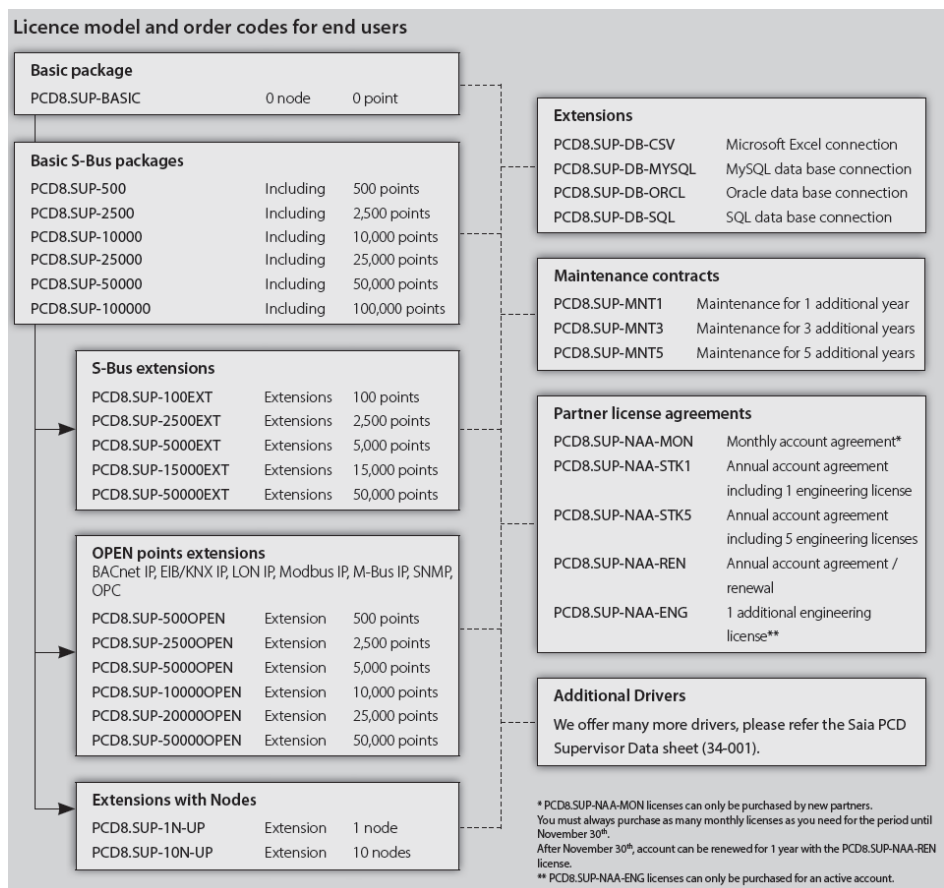 Licence model and order codes for end users
Basic package
PCD8.SUP-BASIC 0 node 0 point
Basic S-Bus packages
PCD8.SUP-500 Including 500 points
PCD8.SUP-2500 Including 2,500 points
PCD8.SUP-10000 Including 10,000 points
PCD8.SUP-25000 Including 25,000 points
PCD8.SUP-50000 Including 50,000 points
PCD8.SUP-100000 Including 100,000 points
S-Bus extensions
PCD8.SUP-100EXT Extensions 100 points
PCD8.SUP-2500EXT Extensions 2,500 points
PCD8.SUP-5000EXT Extensions 5,000 points
PCD8.SUP-15000EXT Extensions 15,000 points
PCD8.SUP-50000EXT Extensions 50,000 points
OPEN points extensions
BACnet IP, EIB/KNX IP, LON IP, Modbus IP, M-Bus IP, SNMP,
OPC
PCD8.SUP-500OPEN Extension 500 points
PCD8.SUP-2500OPEN Extension 2,500 points
PCD8.SUP-5000OPEN Extension 5,000 points
PCD8.SUP-10000OPEN Extension 10,000 points
PCD8.SUP-20000OPEN Extension 25,000 points
PCD8.SUP-50000OPEN Extension 50,000 points
Extensions with Nodes
PCD8.SUP-1N-UP Extension 1 node
PCD8.SUP-10N-UP Extension 10 nodes
Extensions
PCD8.SUP-DB-CSV Microsoft Excel connection
PCD8.SUP-DB-MYSQL MySQL data base connection
PCD8.SUP-DB-ORCL Oracle data base connection
PCD8.SUP-DB-SQL SQL data base connection
Maintenance contracts
PCD8.SUP-MNT1 Maintenance for 1 additional year
PCD8.SUP-MNT3 Maintenance for 3 additional years
PCD8.SUP-MNT5 Maintenance for 5 additional years
Partner license agreements
PCD8.SUP-NAA-MON Monthly account agreement*
PCD8.SUP-NAA-STK1 Annual account agreement
including 1 engineering license
PCD8.SUP-NAA-STK5 Annual account agreement
including 5 engineering licenses
PCD8.SUP-NAA-REN Annual account agreement /
renewal
PCD8.SUP-NAA-ENG 1 additional engineering
license**
Additional Drivers
We offer many more drivers, please refer the Saia PCD
Supervisor Data sheet (34-001).
* PCD8.SUP-NAA-MON licenses can only be purchased by new partners.
You must always purchase as many monthly licenses as you need for the period until
November 30th.
After November 30th, account can be renewed for 1 year with the PCD8.SUP-NAA-REN
license.
** PCD8.SUP-NAA-ENG licenses can only be purchased for an active account.